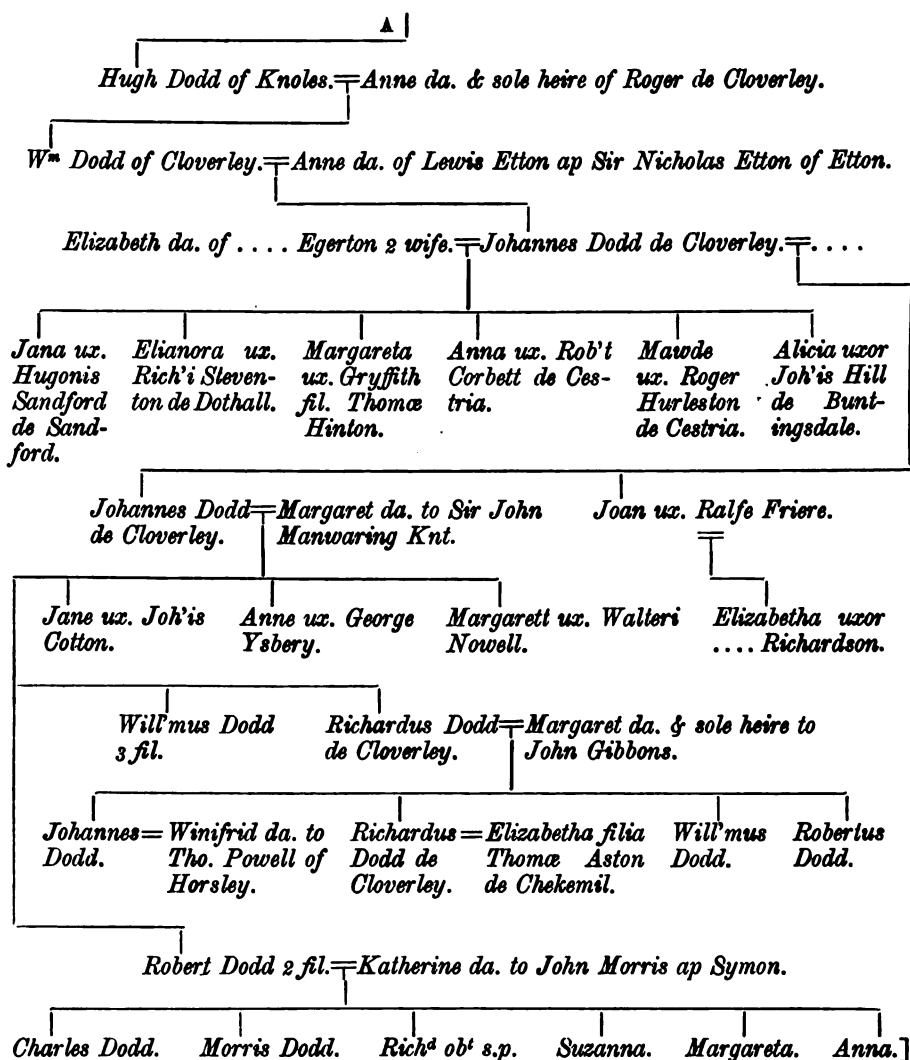 A
Hugh Dodd of Knoles.=Anne da. & sole heire of Roger de Cloverley.
Wᵐ Dodd of Cloverley.=Anne da. of Lewis Etton ap Sir Nicholas Etton of Etton.
Elizabeth da. of .... Egerton 2 wife.=Johannes Dodd de Cloverley.=....
Jana ux.
Hugonis
Sandford
de Sand-
ford.
Elianora ux.
Rich'i Steven-
ton de Dothall.
Margareta
ux. Gryffith
fil. Thomæ
Hinton.
Anna ux. Rob't
Corbett de Ces-
tria.
Mawde
ux. Roger
Hurleston
de Cestria.
Alicia uxor
Joh'is Hill
de Bunt-
ingsdale.
Johannes Dodd=Margaret da. to Sir John
de Cloverley. Manwaring Knt.
Joan ux. Ralfe Friere.
Jane ux. Joh'is
Cotton.
Anne ux. George
Ysbery.
Margarett ux. Walteri
Nowell.
Elizabetha uxor
.... Richardson.
Will'mus Dodd
3 fil.
Richardus Dodd=Margaret da. & sole heire to
de Cloverley. John Gibbons.
Johannes=Winifrid da. to
Dodd. Tho. Powell of
Horsley.
Richardus=Elizabetha filia
Dodd de Thomæ Aston
Cloverley. de Chekemil.
Will'mus
Dodd.
Robertus
Dodd.
Robert Dodd 2 fil.=Katherine da. to John Morris ap Symon.
Charles Dodd. Morris Dodd. Richᵈ obᵗ s.p. Suzanna. Margareta. Anna.]